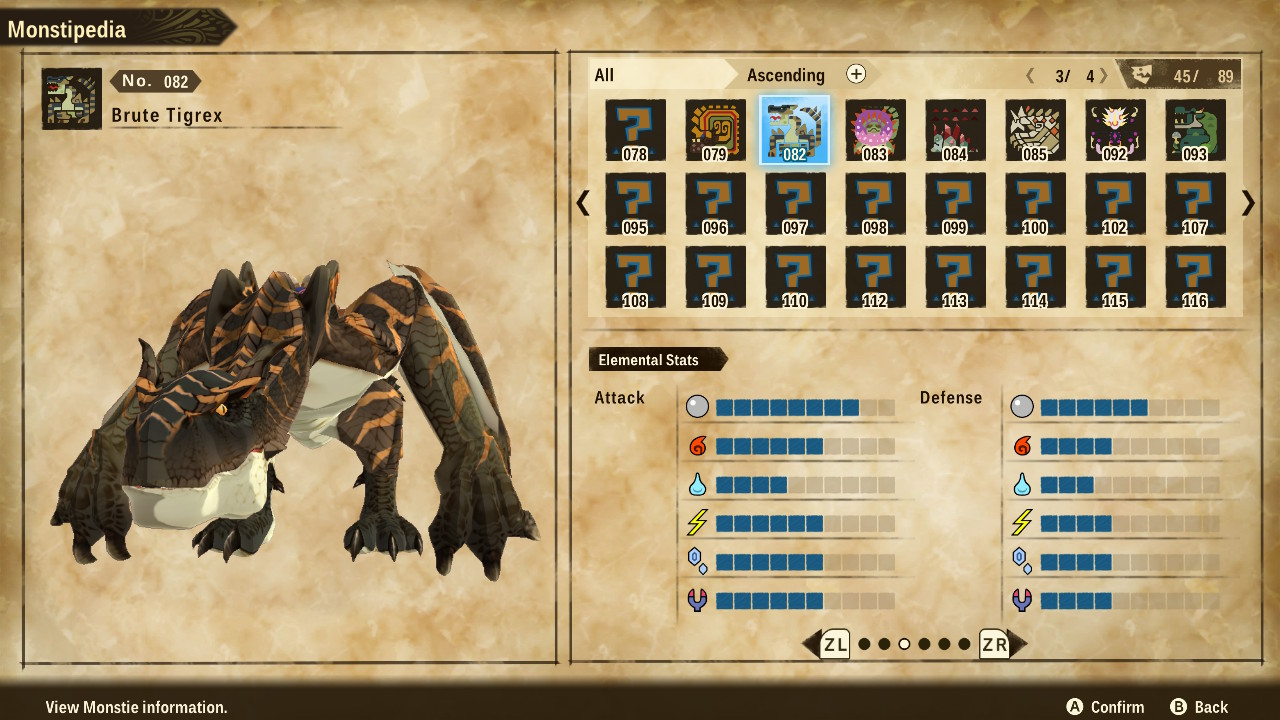 Monstipedia
No. 082
Brute Tigrex
All
Ascending
3/ 4
45/ 89
078 079 082 083 084 085 092 093
095 096 097 098 099 100 102 107
108 109 110 112 113 114 115 116
Elemental Stats
Attack
Defense
ZL
ZR
View Monstie information.
A Confirm
B Back